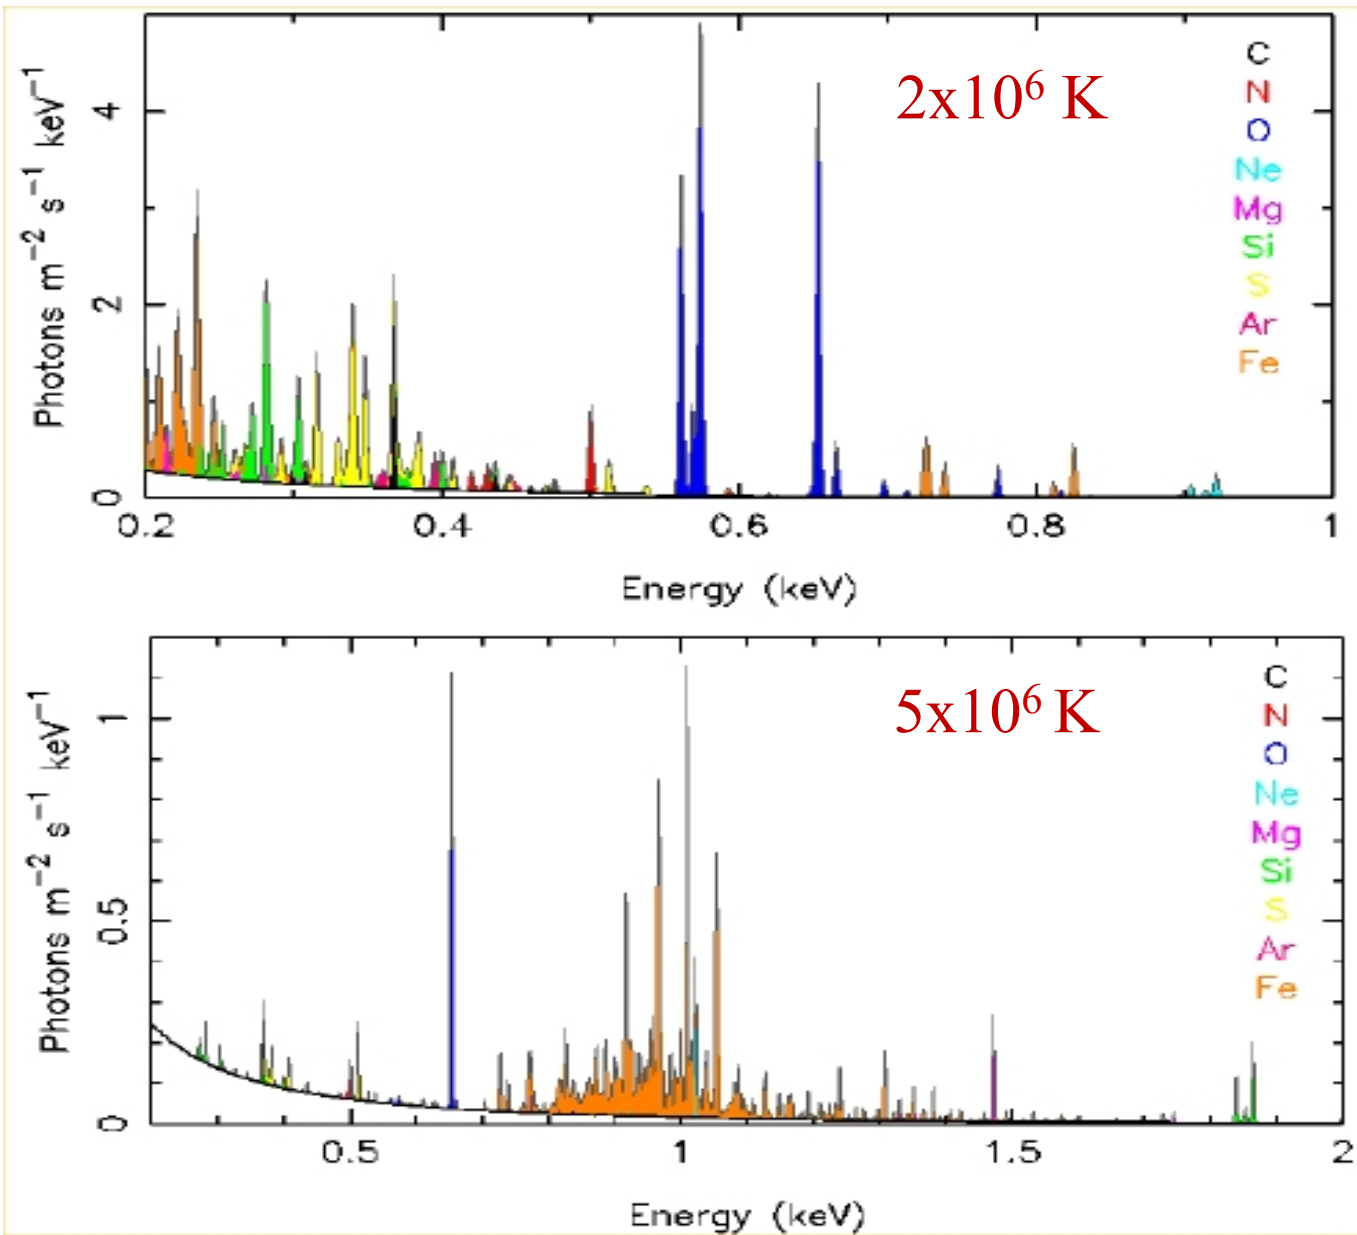 Photons m⁻² s⁻¹ keV⁻¹
4
2
0
2x10⁶ K
C
N
O
Ne
Mg
Si
S
Ar
Fe
0.2 0.4 0.6 0.8 1
Energy (keV)
Photons m⁻² s⁻¹ keV⁻¹
1
0.5
0
5x10⁶ K
C
N
O
Ne
Mg
Si
S
Ar
Fe
0.5 1 1.5 2
Energy (keV)